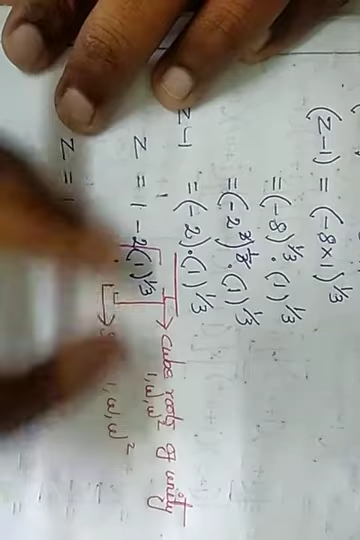 (z-1) = (-8×1)^{1/3}
= (-8)^{1/3} · (1)^{1/3}
= (-2^3)^{1/3} · (1)^{1/3}
z-1 = (-2) · (1)^{1/3}
z = 1 - 2(1)^{1/3}
→ cube roots of unity
1, ω, ω²
z = 1
→ 1, ω, ω²